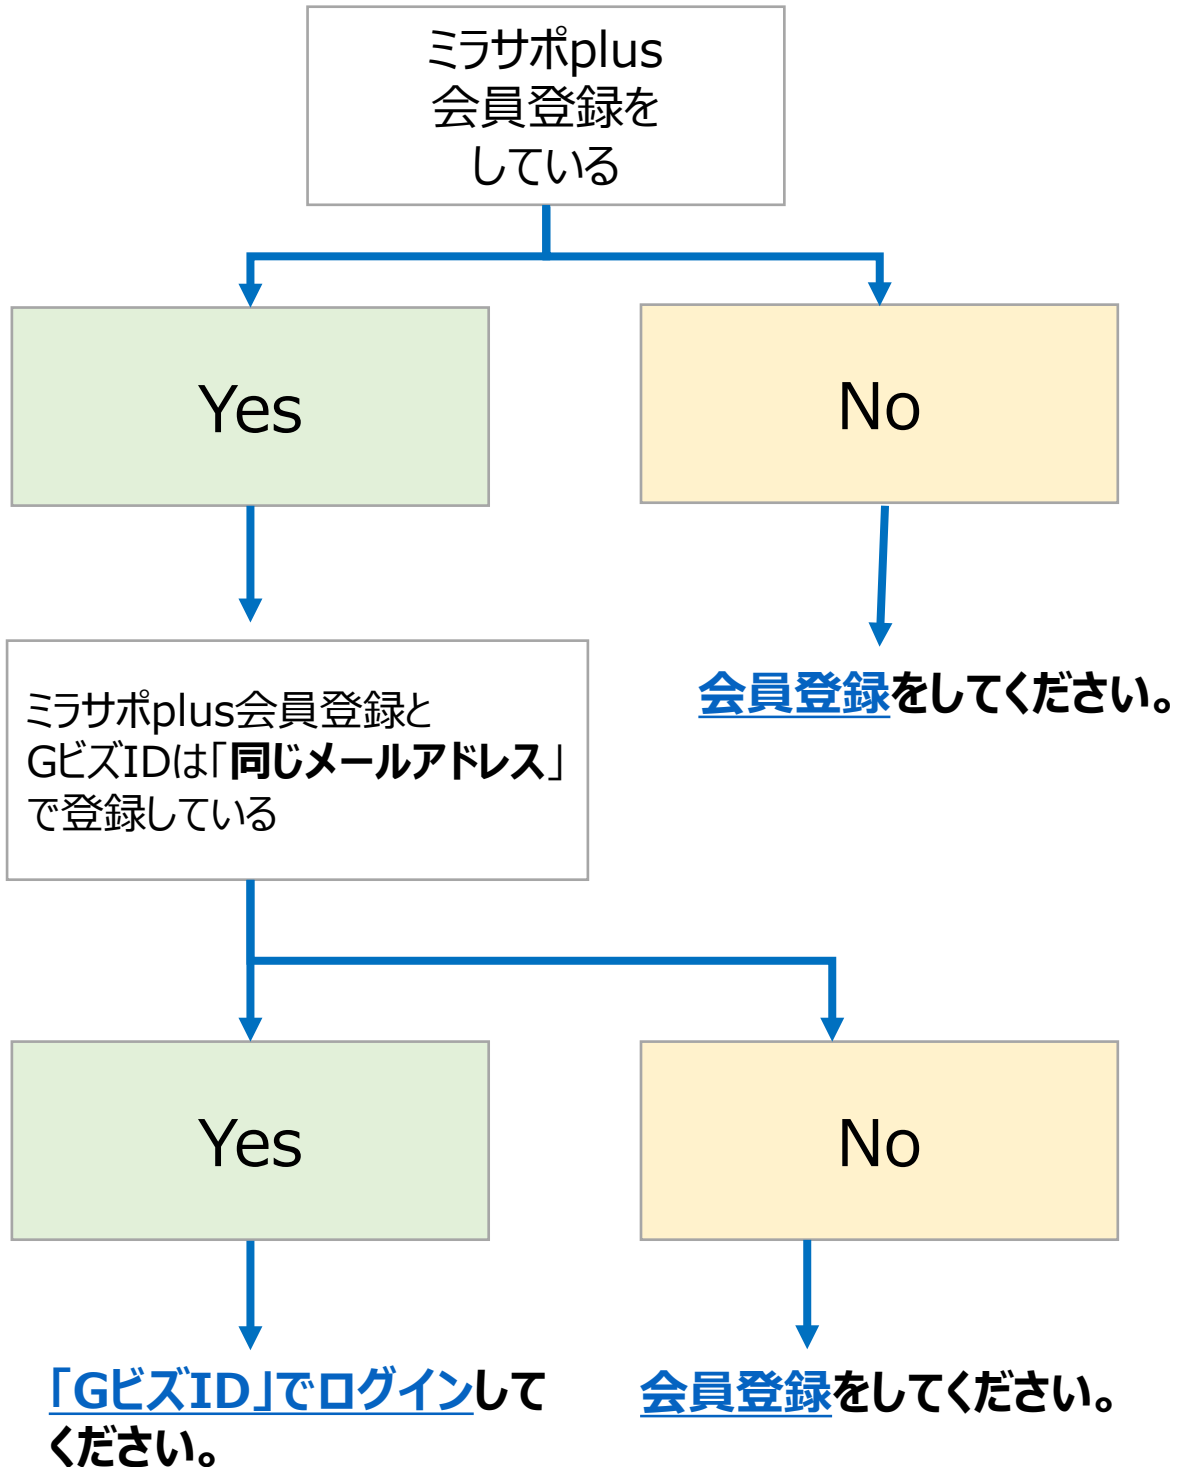 ミラサポplus
会員登録を
している
Yes
No
会員登録をしてください。
ミラサポplus会員登録と
GビズIDは「同じメールアドレス」
で登録している
Yes
No
「GビズID」でログインして
ください。
会員登録をしてください。